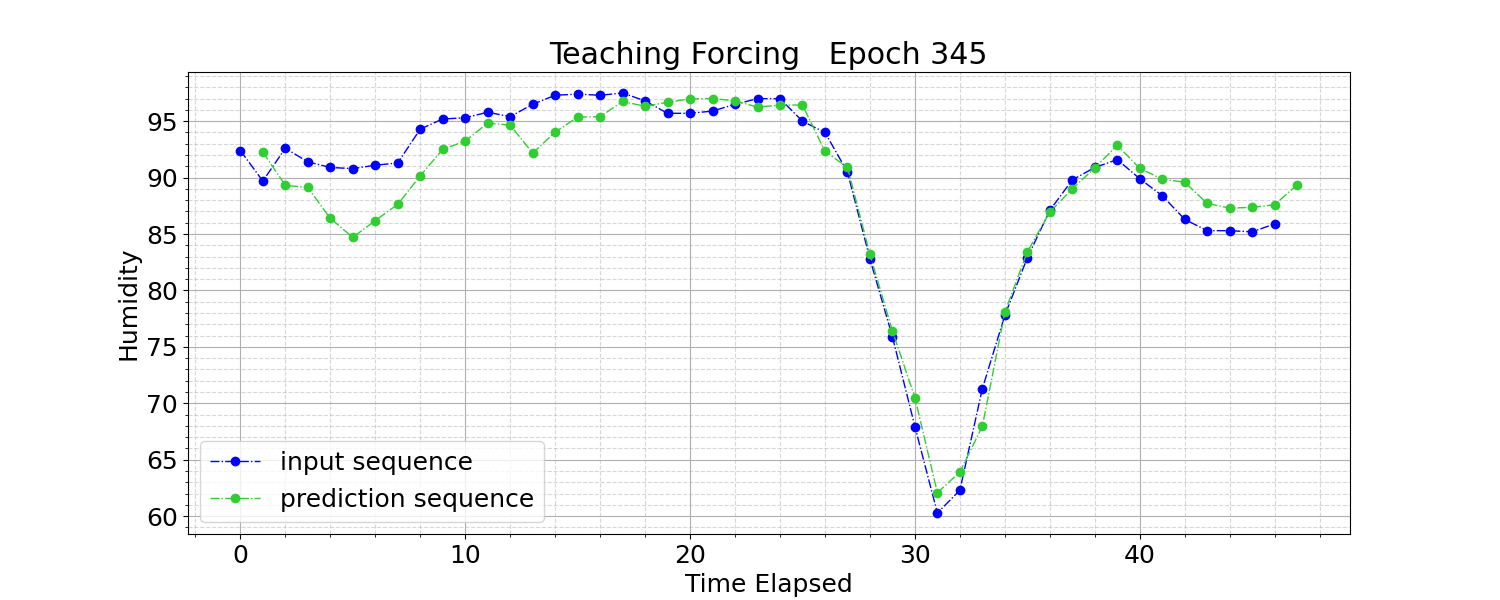 Teaching Forcing   Epoch 345
Humidity
95
90
85
80
75
70
65
60
input sequence
prediction sequence
0 10 20 30 40
Time Elapsed